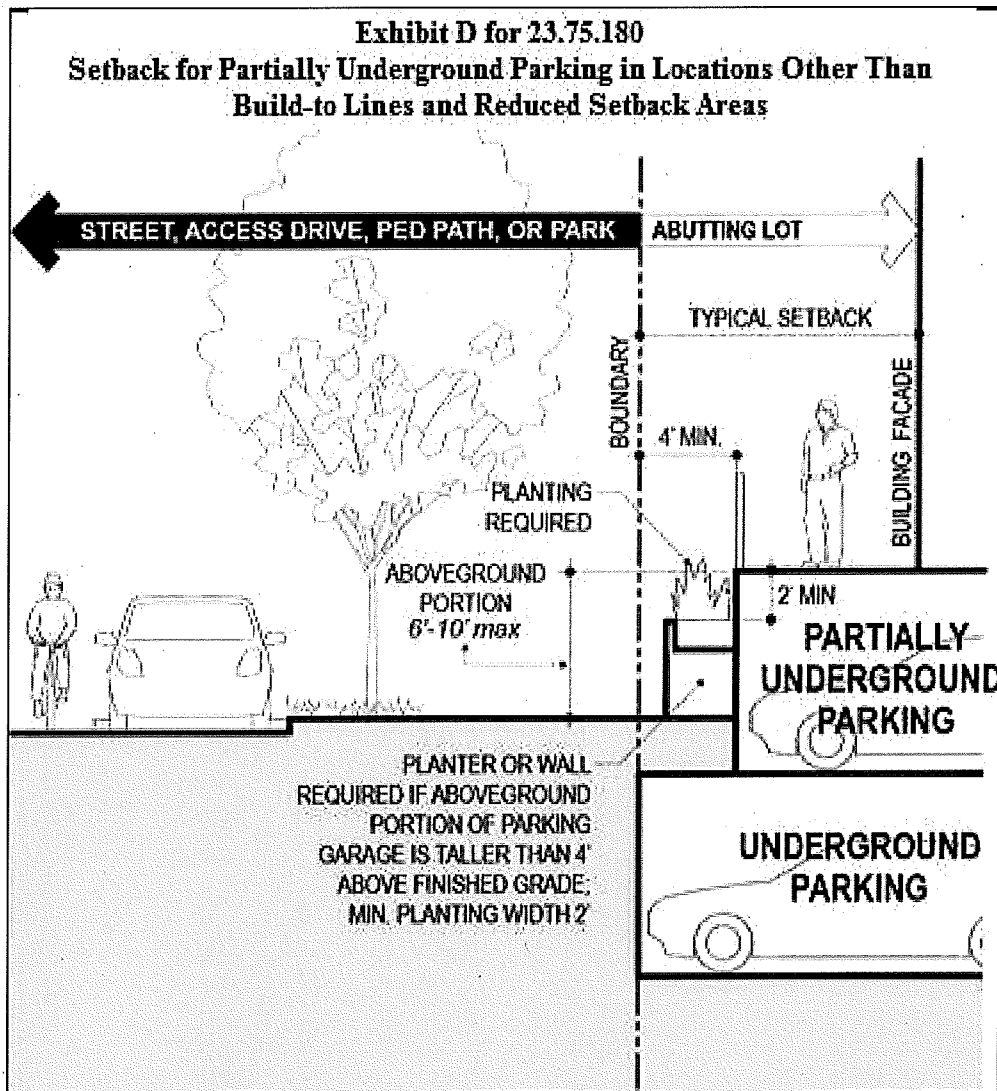 Exhibit D for 23.75.180
Setback for Partially Underground Parking in Locations Other Than
Build-to Lines and Reduced Setback Areas
STREET, ACCESS DRIVE, PED PATH, OR PARK
ABUTTING LOT
TYPICAL SETBACK
BOUNDARY
BUILDING FACADE
4' MIN.
PLANTING
REQUIRED
ABOVEGROUND
PORTION
6'-10' max
2' MIN
PARTIALLY
UNDERGROUND
PARKING
PLANTER OR WALL
REQUIRED IF ABOVEGROUND
PORTION OF PARKING
GARAGE IS TALLER THAN 4'
ABOVE FINISHED GRADE;
MIN. PLANTING WIDTH 2'
UNDERGROUND
PARKING